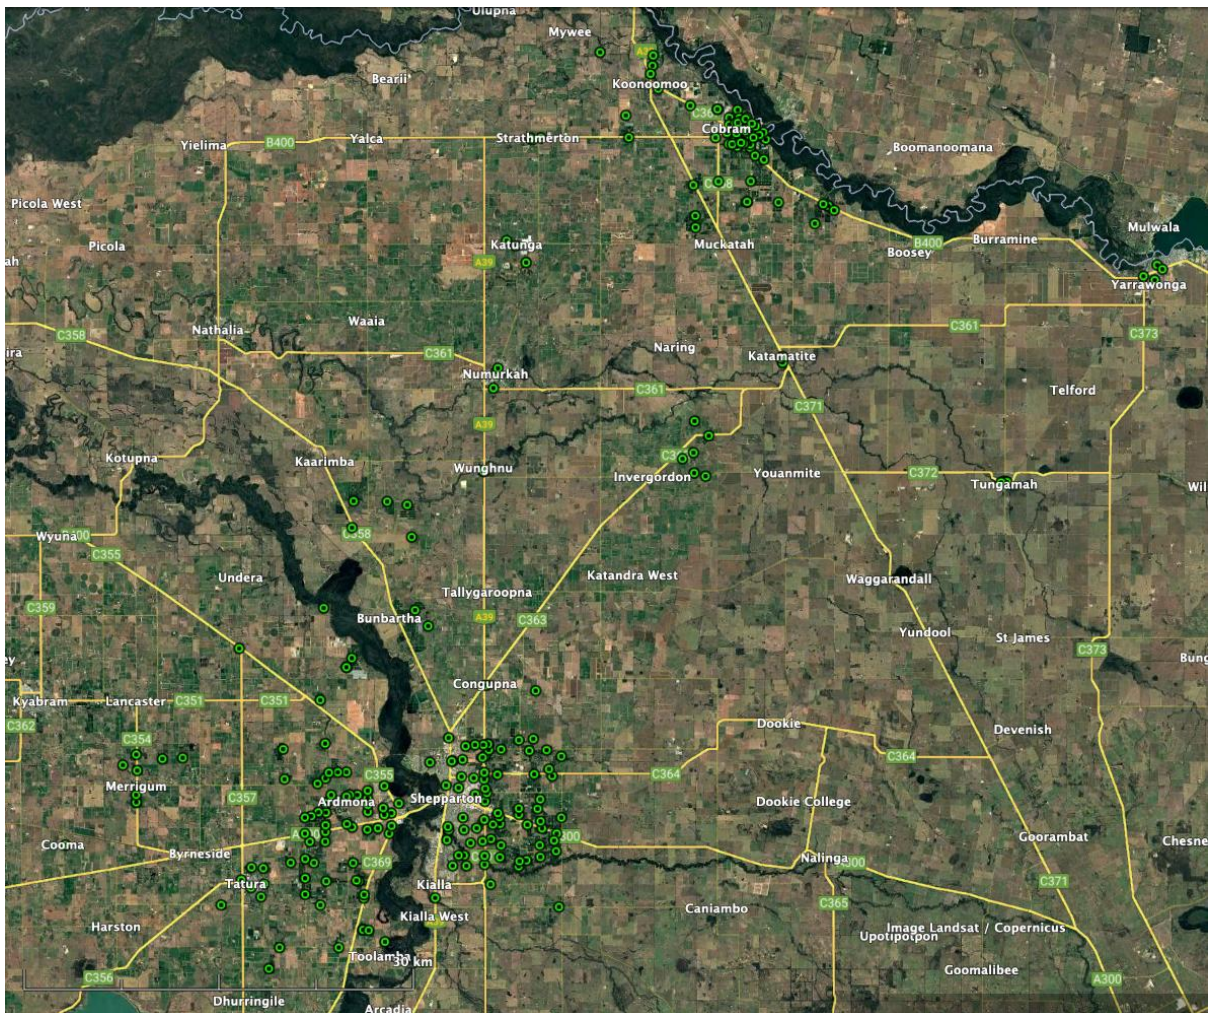 Ulupna
Mywee
Bearii
Koonoomoo
Cobram
Yielima
B400
Yalca
Strathmerton
Boomanoomana
Picola West
Picola
Katunga
Muckatah
Mulwala
Burramine
B400
Boosey
A39
Yarrawonga
Waaia
Nathalia
C358
C361
Naring
Katamatite
C361
C373
Numurkah
C361
Telford
C371
A39
Kotupna
Kaarimba
Wunghnu
Invergordon
Youanmite
C372
Tungamah
Wyuna
C355
Undera
Katandra West
Waggarandall
Tallygaroopna
C359
Bunbartha
A39
C363
Yundool
St James
C373
Congupna
Kyabram
Lancaster
C351
C351
C362
Dookie
Devenish
C354
C364
C355
C364
Merrigum
C357
Ardmona
Shepparton
Dookie College
Goorambat
Cooma
Byrneside
C369
Nalinga
Tatura
Kialla
C371
Kialla West
C365
Caniambo
Harston
Image Landsat / Copernicus
Upotipotpon
Toolamba
30 km
Goomalibee
C356
A300
Dhurringile
Arcadia